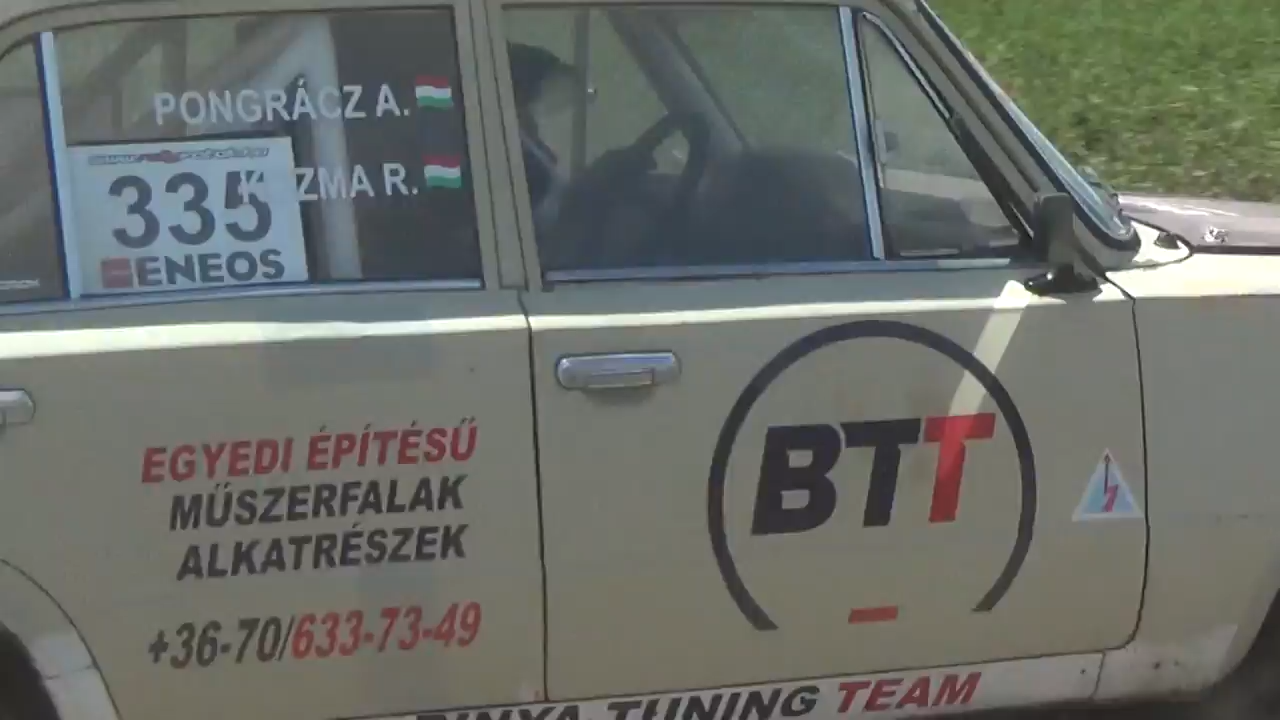 PONGRÁCZ A.
335
ZMA R.
ENEOS
EGYEDI ÉPÍTÉSŰ
MŰSZERFALAK
ALKATRÉSZEK
+36-70/633-73-49
BTT
TUNING TEAM